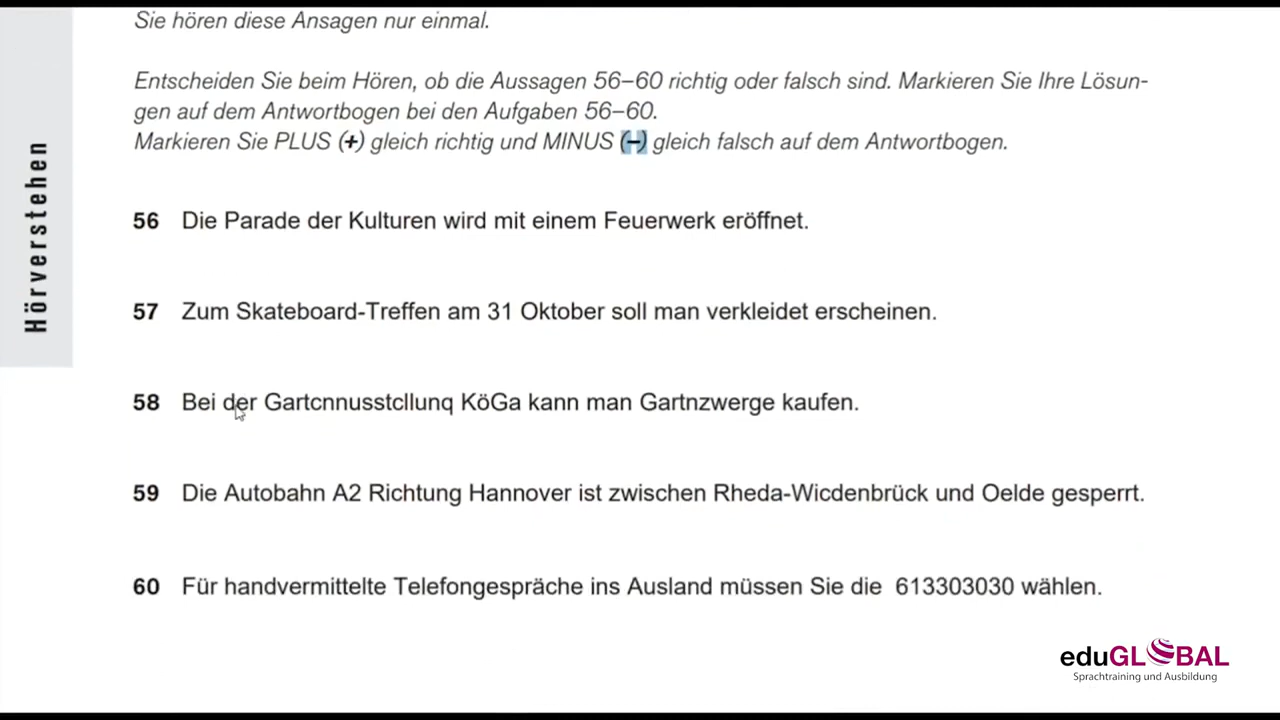 Sie hören diese Ansagen nur einmal.
Entscheiden Sie beim Hören, ob die Aussagen 56–60 richtig oder falsch sind. Markieren Sie Ihre Lösun-
gen auf dem Antwortbogen bei den Aufgaben 56–60.
Markieren Sie PLUS (+) gleich richtig und MINUS (–) gleich falsch auf dem Antwortbogen.
Hörverstehen
56 Die Parade der Kulturen wird mit einem Feuerwerk eröffnet.
57 Zum Skateboard-Treffen am 31 Oktober soll man verkleidet erscheinen.
58 Bei der Gartcnnusstcllunq KöGa kann man Gartnzwerge kaufen.
59 Die Autobahn A2 Richtung Hannover ist zwischen Rheda-Wicdenbrück und Oelde gesperrt.
60 Für handvermittelte Telefongespräche ins Ausland müssen Sie die 613303030 wählen.
eduGLOBAL
Sprachtraining und Ausbildung